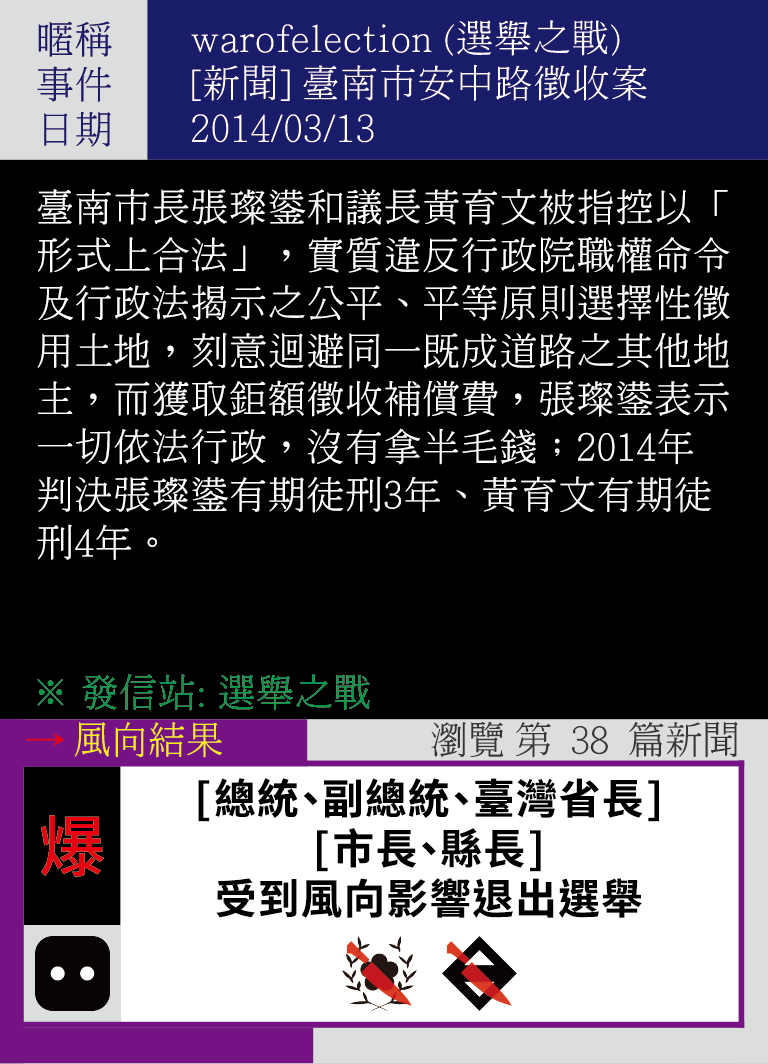 暱稱 warofelection (選舉之戰)
事件 [新聞] 臺南市安中路徵收案
日期 2014/03/13
臺南市長張璨鍙和議長黃育文被指控以「
形式上合法」，實質違反行政院職權命令
及行政法揭示之公平、平等原則選擇性徵
用土地，刻意迴避同一既成道路之其他地
主，而獲取鉅額徵收補償費，張璨鍙表示
一切依法行政，沒有拿半毛錢；2014年
判決張璨鍙有期徒刑3年、黃育文有期徒
刑4年。
※ 發信站: 選舉之戰
→ 風向結果
瀏覽 第 38 篇新聞
爆
[總統、副總統、臺灣省長]
[市長、縣長]
受到風向影響退出選舉